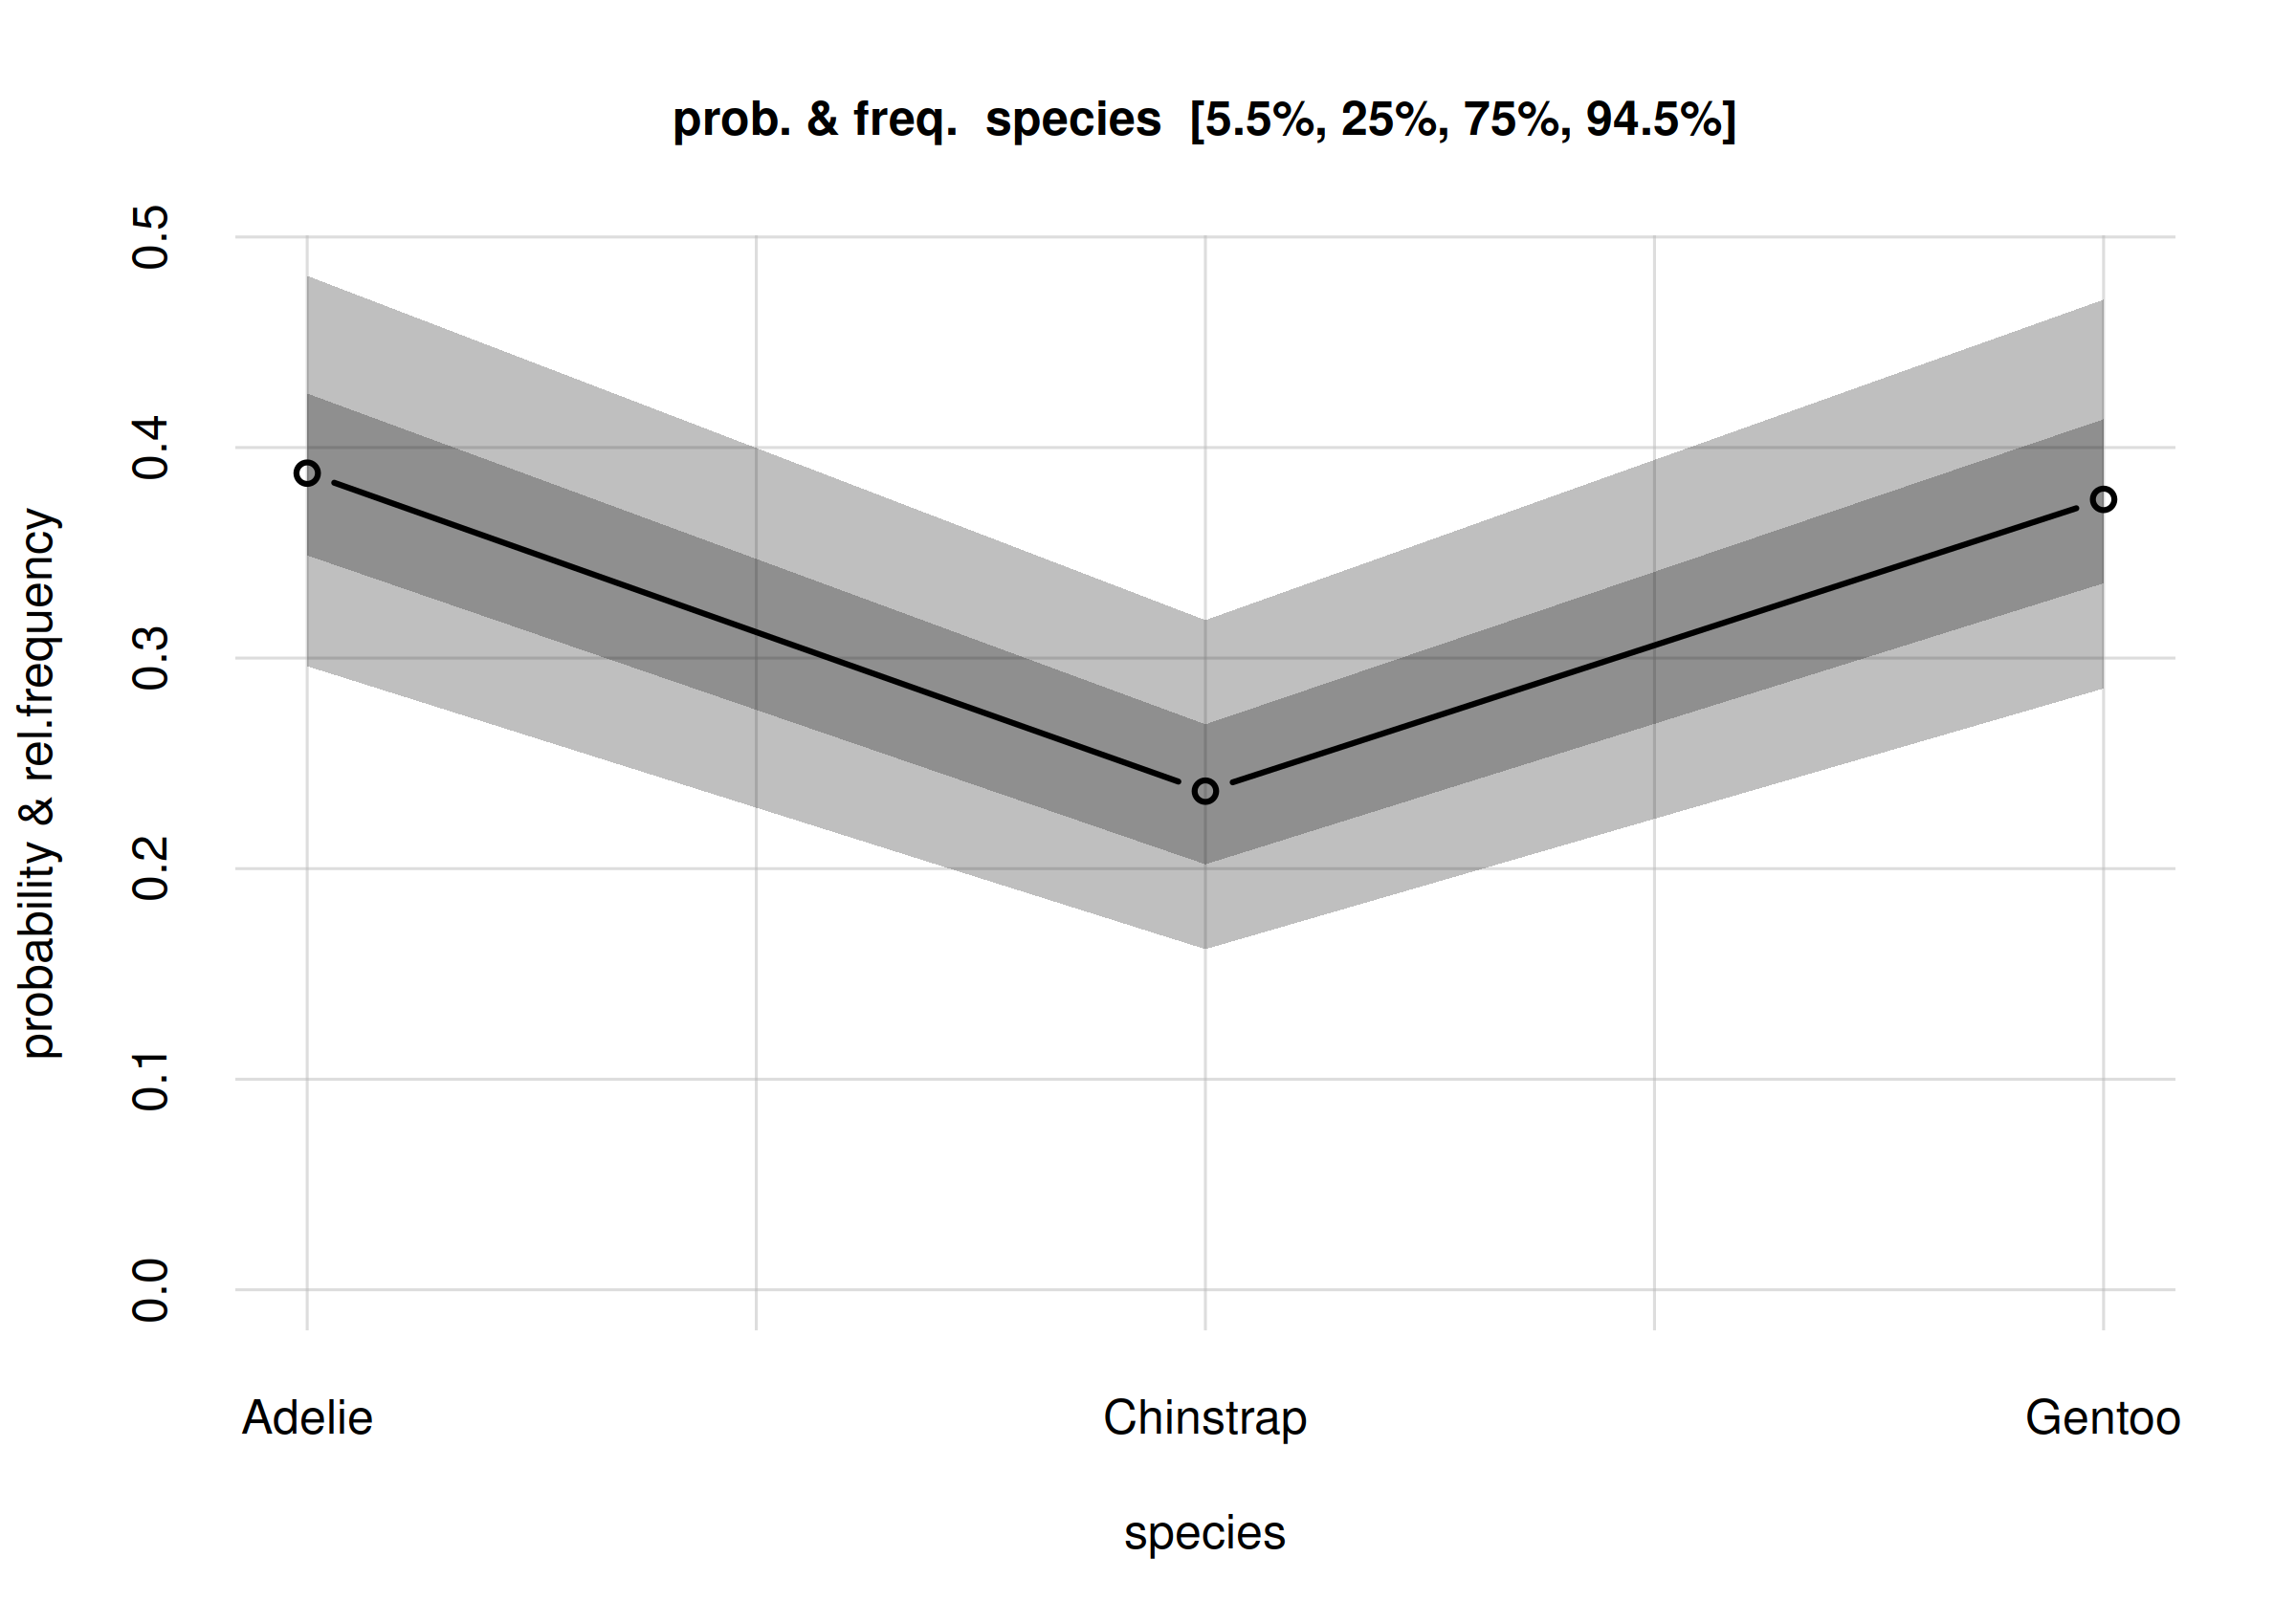 prob. & freq.  species  [5.5%, 25%, 75%, 94.5%]
probability & rel.frequency
0.5
0.4
0.3
0.2
0.1
0.0
Adelie
Chinstrap
Gentoo
species